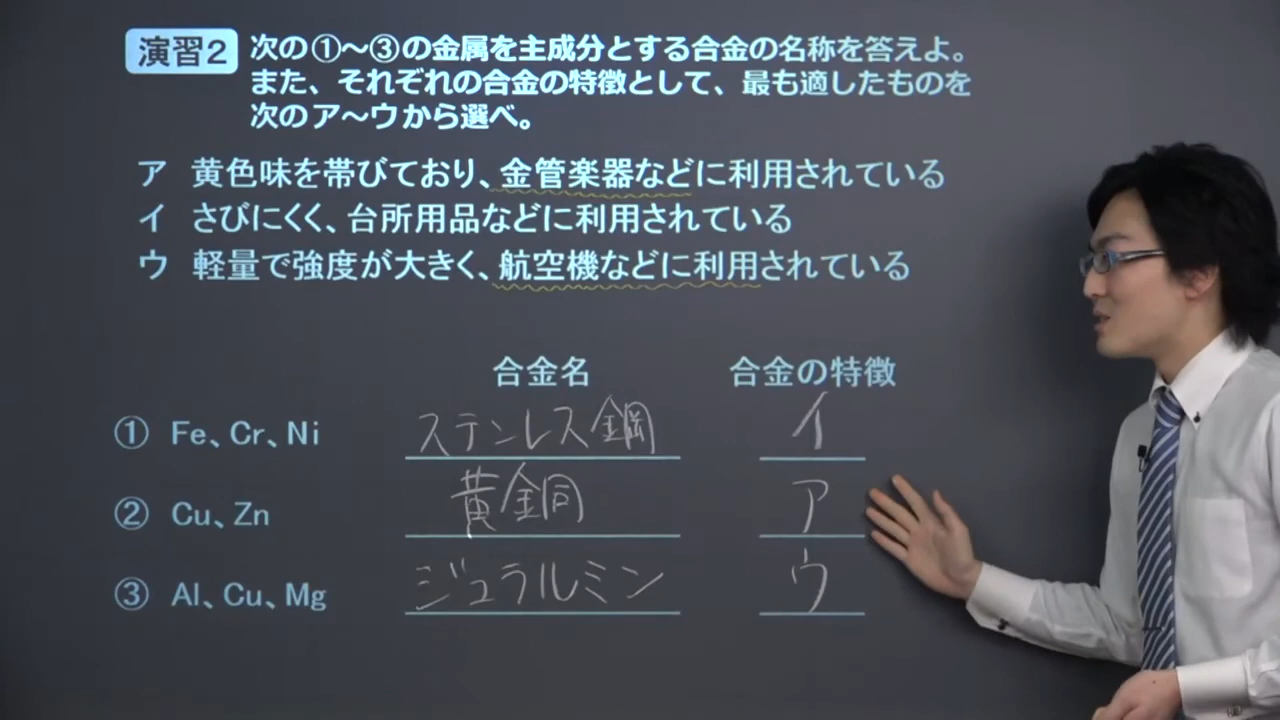 演習2 次の①～③の金属を主成分とする合金の名称を答えよ。
また、それぞれの合金の特徴として、最も適したものを
次のア～ウから選べ。
ア 黄色味を帯びており、金管楽器などに利用されている
イ さびにくく、台所用品などに利用されている
ウ 軽量で強度が大きく、航空機などに利用されている
合金名 合金の特徴
① Fe、Cr、Ni ステンレス鋼 イ
② Cu、Zn 黄銅 ア
③ Al、Cu、Mg ジュラルミン ウ